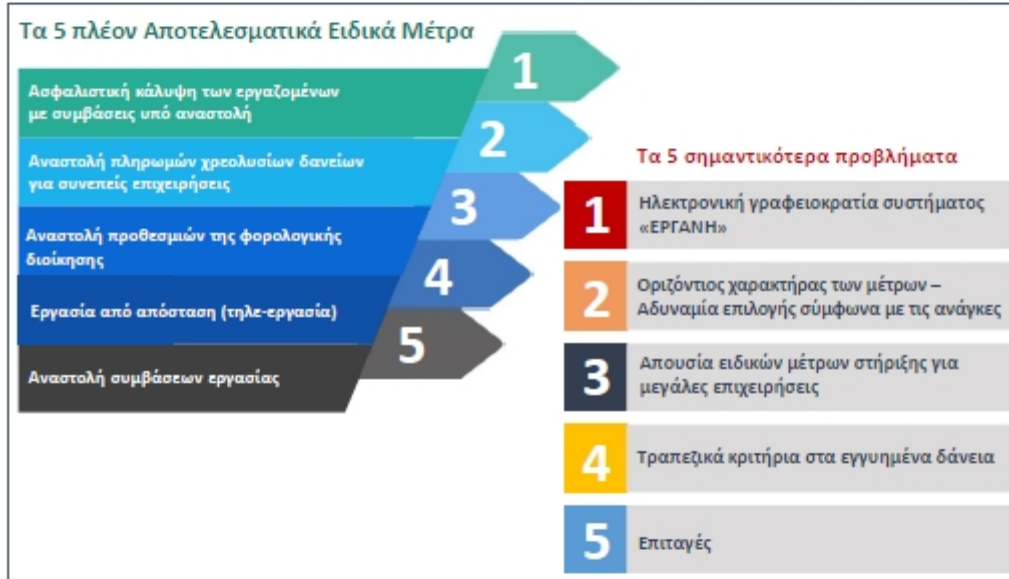 Τα 5 πλέον Αποτελεσματικά Ειδικά Μέτρα
1
Ασφαλιστική κάλυψη των εργαζομένων
με συμβάσεις υπό αναστολή
2
Αναστολή πληρωμών χρεολυσίων δανείων
για συνεπείς επιχειρήσεις
3
Αναστολή προθεσμιών της φορολογικής
διοίκησης
4
Εργασία από απόσταση (τηλε-εργασία)
5
Αναστολή συμβάσεων εργασίας
Τα 5 σημαντικότερα προβλήματα
1
Ηλεκτρονική γραφειοκρατία συστήματος
«ΕΡΓΑΝΗ»
2
Οριζόντιος χαρακτήρας των μέτρων –
Αδυναμία επιλογής σύμφωνα με τις ανάγκες
3
Απουσία ειδικών μέτρων στήριξης για
μεγάλες επιχειρήσεις
4
Τραπεζικά κριτήρια στα εγγυημένα δάνεια
5
Επιταγές